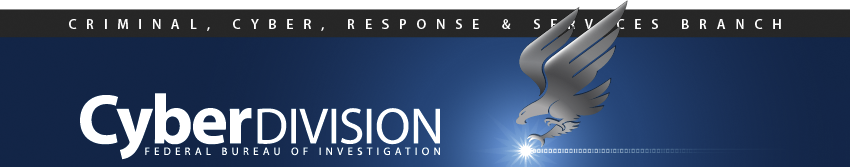 CRIMINAL, CYBER, RESPONSE & SERVICES BRANCH
CyberDIVISION
FEDERAL BUREAU OF INVESTIGATION